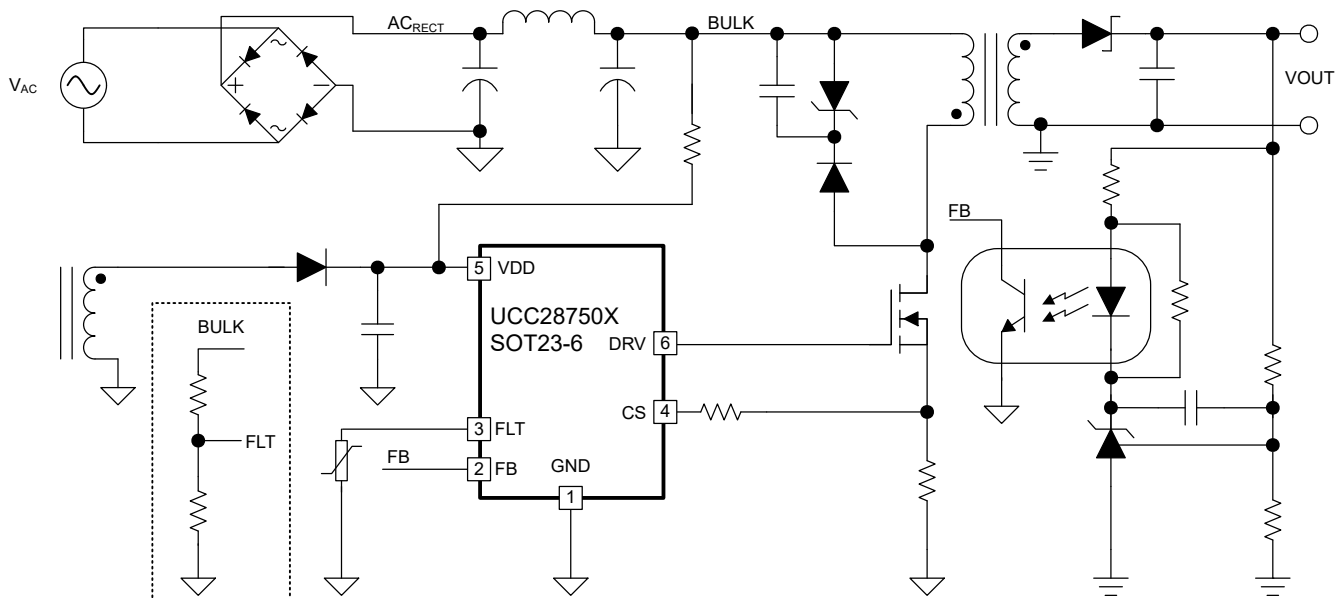 AC_RECT
BULK
V_AC
+
−
~
~
VOUT
FB
5
VDD
UCC28750X
SOT23-6
BULK
DRV
6
CS
4
FLT
3
FLT
FB
2
FB
GND
1